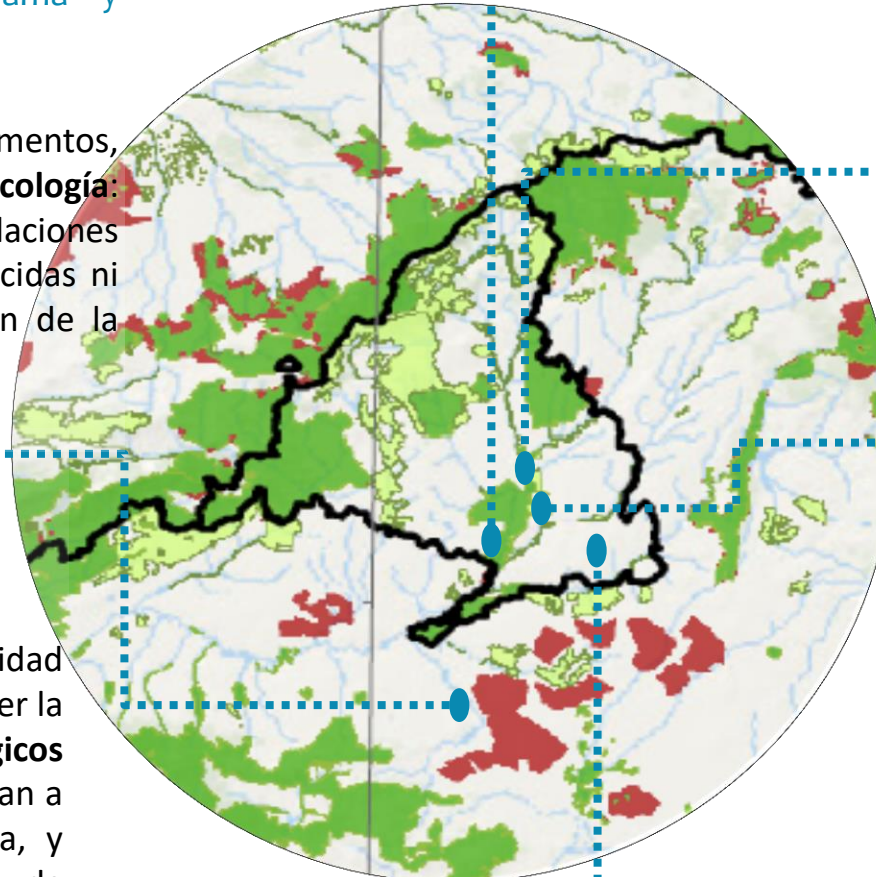 y
mentos,
cología:
laciones
cidas ni
n de la
idad
er la
gicos
an a
a, y